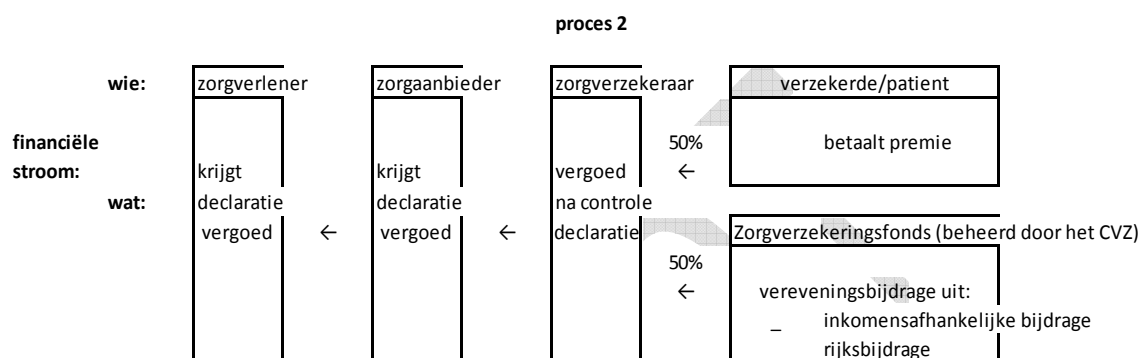 proces 2
wie: zorgverlener zorgaanbieder zorgverzekeraar verzekerde/patient
financiële 50% betaalt premie
stroom: krijgt krijgt vergoed ←
wat: declaratie declaratie na controle
vergoed ← vergoed ← declaratie Zorgverzekeringsfonds (beheerd door het CVZ)
50%
← vereveningsbijdrage uit:
– inkomensafhankelijke bijdrage
rijksbijdrage